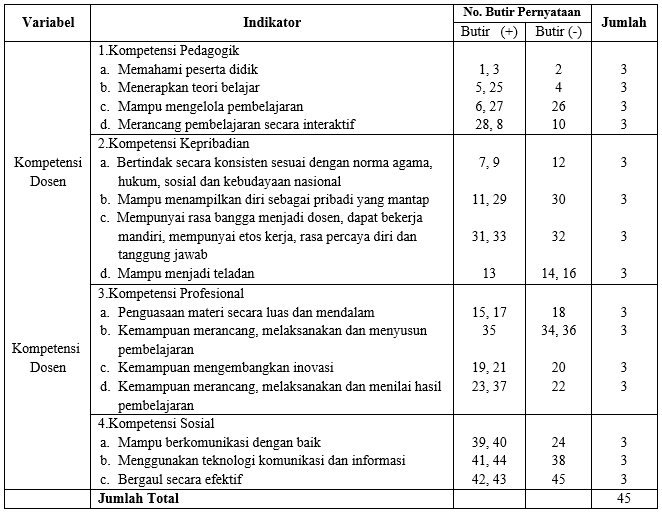 Variabel Indikator No. Butir Pernyataan Jumlah
Butir (+) Butir (-)
1.Kompetensi Pedagogik
a. Memahami peserta didik 1, 3 2 3
b. Menerapkan teori belajar 5, 25 4 3
c. Mampu mengelola pembelajaran 6, 27 26 3
d. Merancang pembelajaran secara interaktif 28, 8 10 3
Kompetensi Dosen
2.Kompetensi Kepribadian
a. Bertindak secara konsisten sesuai dengan norma agama, 7, 9 12 3
hukum, sosial dan kebudayaan nasional
b. Mampu menampilkan diri sebagai pribadi yang mantap 11, 29 30 3
c. Mempunyai rasa bangga menjadi dosen, dapat bekerja
mandiri, mempunyai etos kerja, rasa percaya diri dan 31, 33 32 3
tanggung jawab
d. Mampu menjadi teladan 13 14, 16 3
3.Kompetensi Profesional
a. Penguasaan materi secara luas dan mendalam 15, 17 18 3
b. Kemampuan merancang, melaksanakan dan menyusun 35 34, 36 3
pembelajaran
Kompetensi Dosen
c. Kemampuan mengembangkan inovasi 19, 21 20 3
d. Kemampuan merancang, melaksanakan dan menilai hasil 23, 37 22 3
pembelajaran
4.Kompetensi Sosial
a. Mampu berkomunikasi dengan baik 39, 40 24 3
b. Menggunakan teknologi komunikasi dan informasi 41, 44 38 3
c. Bergaul secara efektif 42, 43 45 3
Jumlah Total 45